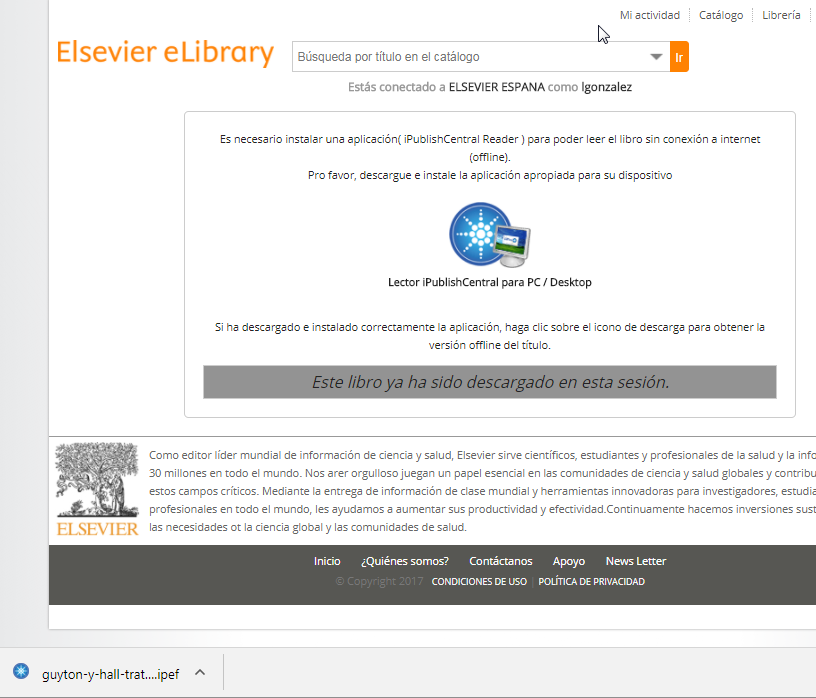 Mi actividad Catálogo Librería
Elsevier eLibrary
Búsqueda por título en el catálogo
Ir
Estás conectado a ELSEVIER ESPANA como lgonzalez
Es necesario instalar una aplicación( iPublishCentral Reader ) para poder leer el libro sin conexión a internet
(offline).
Pro favor, descargue e instale la aplicación apropiada para su dispositivo
Lector iPublishCentral para PC / Desktop
Si ha descargado e instalado correctamente la aplicación, haga clic sobre el icono de descarga para obtener la
versión offline del título.
Este libro ya ha sido descargado en esta sesión.
ELSEVIER
Como editor líder mundial de información de ciencia y salud, Elsevier sirve científicos, estudiantes y profesionales de la salud y la info
30 millones en todo el mundo. Nos arer orgulloso juegan un papel esencial en las comunidades de ciencia y salud globales y contribu
estos campos críticos. Mediante la entrega de información de clase mundial y herramientas innovadoras para investigadores, estudia
profesionales en todo el mundo, les ayudamos a aumentar sus productividad y efectividad.Continuamente hacemos inversiones sust
las necesidades ot la ciencia global y las comunidades de salud.
Inicio ¿Quiénes somos? Contáctanos Apoyo News Letter
© Copyright 2017 CONDICIONES DE USO | POLÍTICA DE PRIVACIDAD
guyton-y-hall-trat....ipef